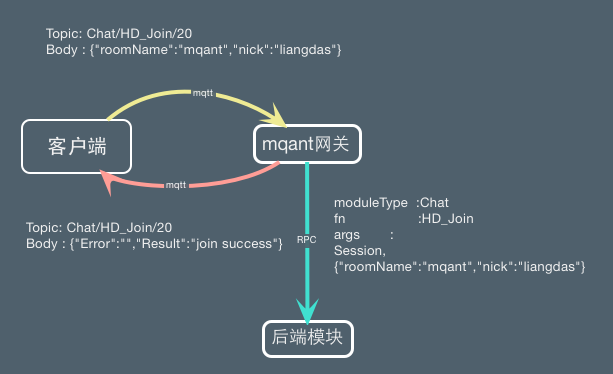 Topic: Chat/HD_Join/20
Body : {"roomName":"mqant","nick":"liangdas"}
mqtt
客户端
mqant网关
mqtt
moduleType :Chat
fn :HD_Join
args :
Session,
{"roomName":"mqant","nick":"liangdas"}
Topic: Chat/HD_Join/20
Body : {"Error":"","Result":"join success"}
RPC
后端模块